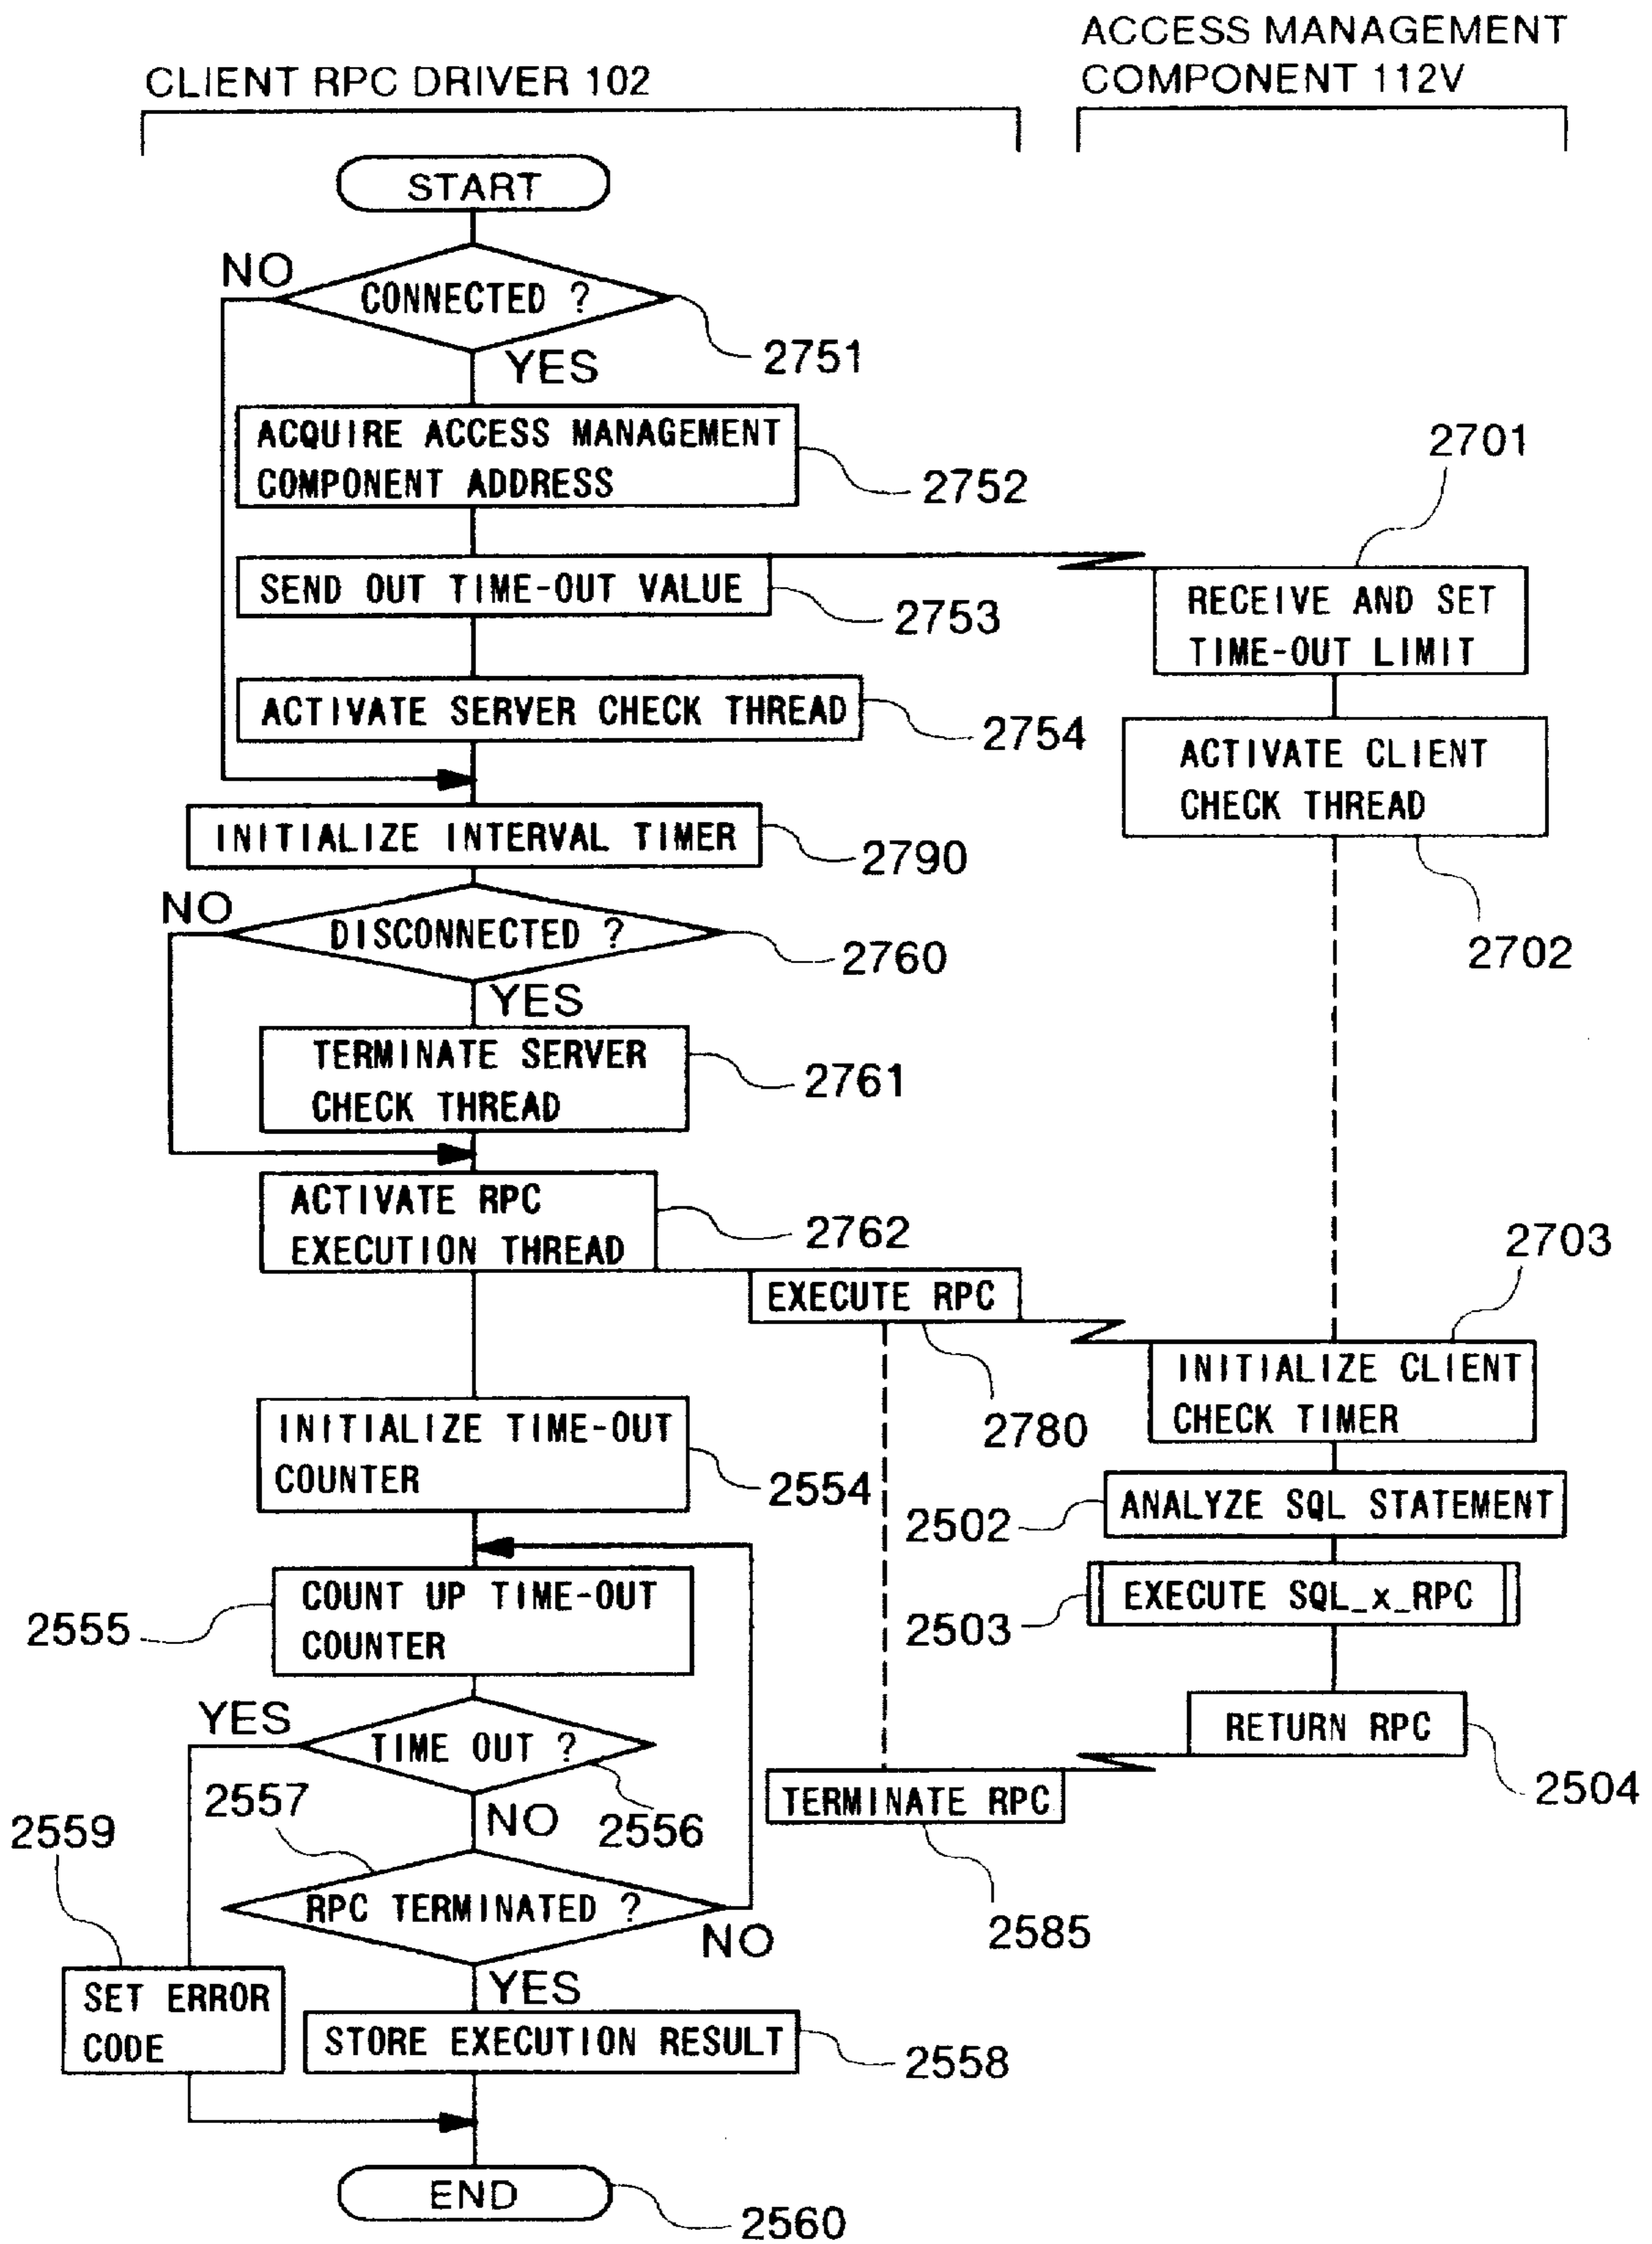 ACCESS MANAGEMENT
COMPONENT 112V
CLIENT RPC DRIVER 102
START
NO
CONNECTED ?
2751
YES
ACQUIRE ACCESS MANAGEMENT
COMPONENT ADDRESS
2752
2701
SEND OUT TIME-OUT VALUE
2753
RECEIVE AND SET
TIME-OUT LIMIT
ACTIVATE SERVER CHECK THREAD
2754
ACTIVATE CLIENT
CHECK THREAD
2702
INITIALIZE INTERVAL TIMER
2790
NO
DISCONNECTED ?
2760
YES
TERMINATE SERVER
CHECK THREAD
2761
ACTIVATE RPC
EXECUTION THREAD
2762
2703
EXECUTE RPC
2780
INITIALIZE CLIENT
CHECK TIMER
INITIALIZE TIME-OUT
COUNTER
2554
2502
ANALYZE SQL STATEMENT
COUNT UP TIME-OUT
COUNTER
2555
2503
EXECUTE SQL_x_RPC
YES
TIME OUT ?
2556
NO
RETURN RPC
2504
TERMINATE RPC
2585
2557
2559
RPC TERMINATED ?
NO
YES
SET ERROR
CODE
STORE EXECUTION RESULT
2558
END
2560